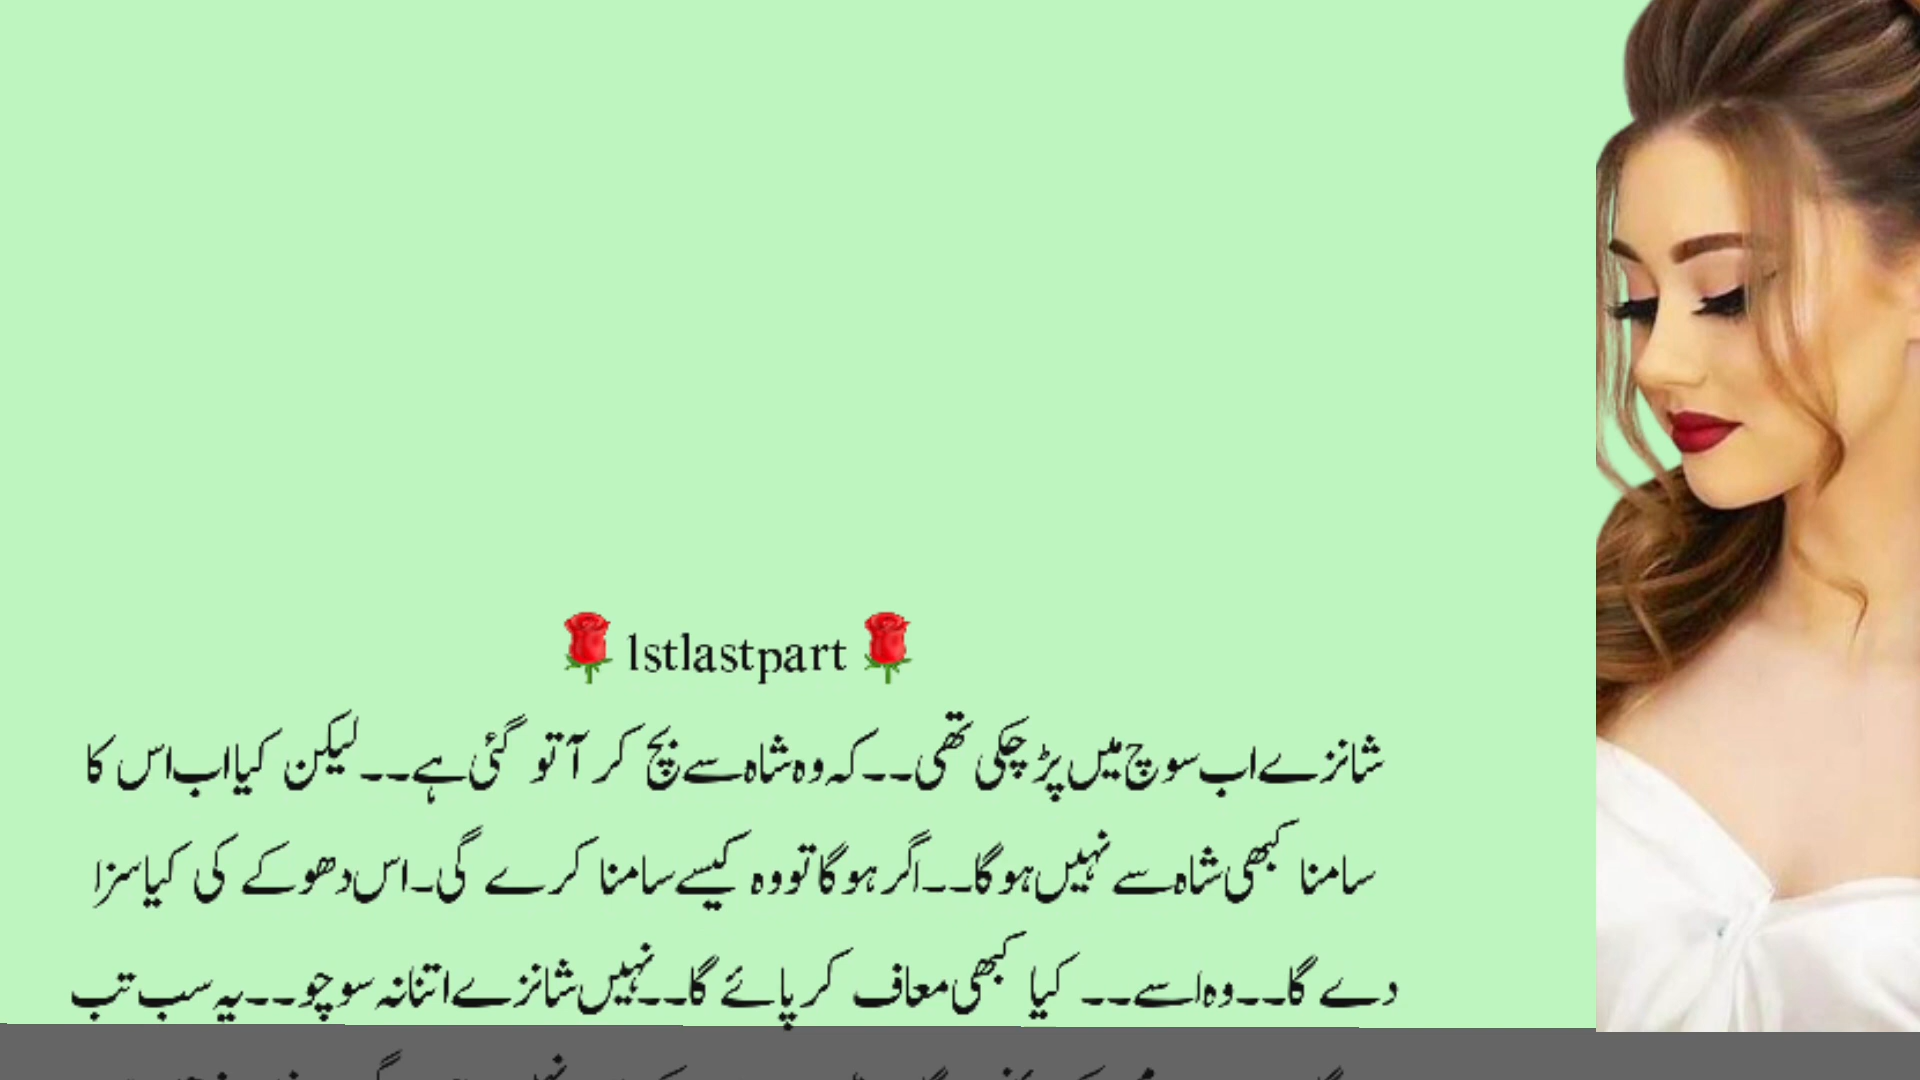 🌹1stlastpart🌹
شانزے اب سوچ میں پڑ چکی تھی۔۔کہ وہ شاہ سے بچ کر آ تو گئی ہے۔۔لیکن کیا اب اس کا
سامنا کبھی شاہ سے نہیں ہو گا۔۔اگر ہو گا تو وہ کیسے سامنا کرے گی۔اس دھوکے کی کیا سزا
دے گا۔۔وہ اسے۔۔ کیا کبھی معاف کر پائے گا۔۔نہیں شانزے اتنا نہ سوچو۔۔یہ سب تب